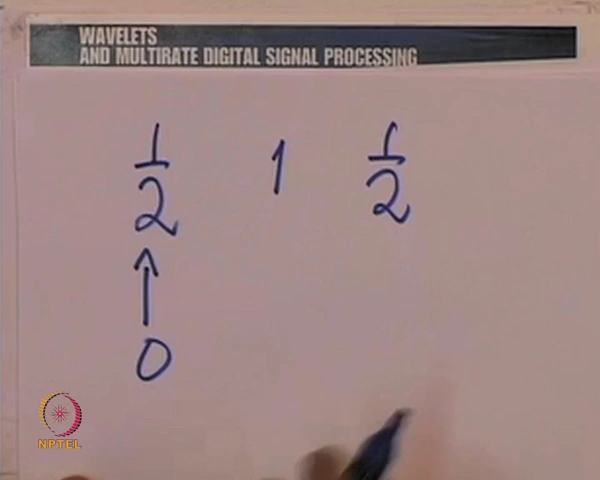 WAVELETS
AND MULTIRATE DIGITAL SIGNAL PROCESSING
1/2 1 1/2
↑
0
NPTEL